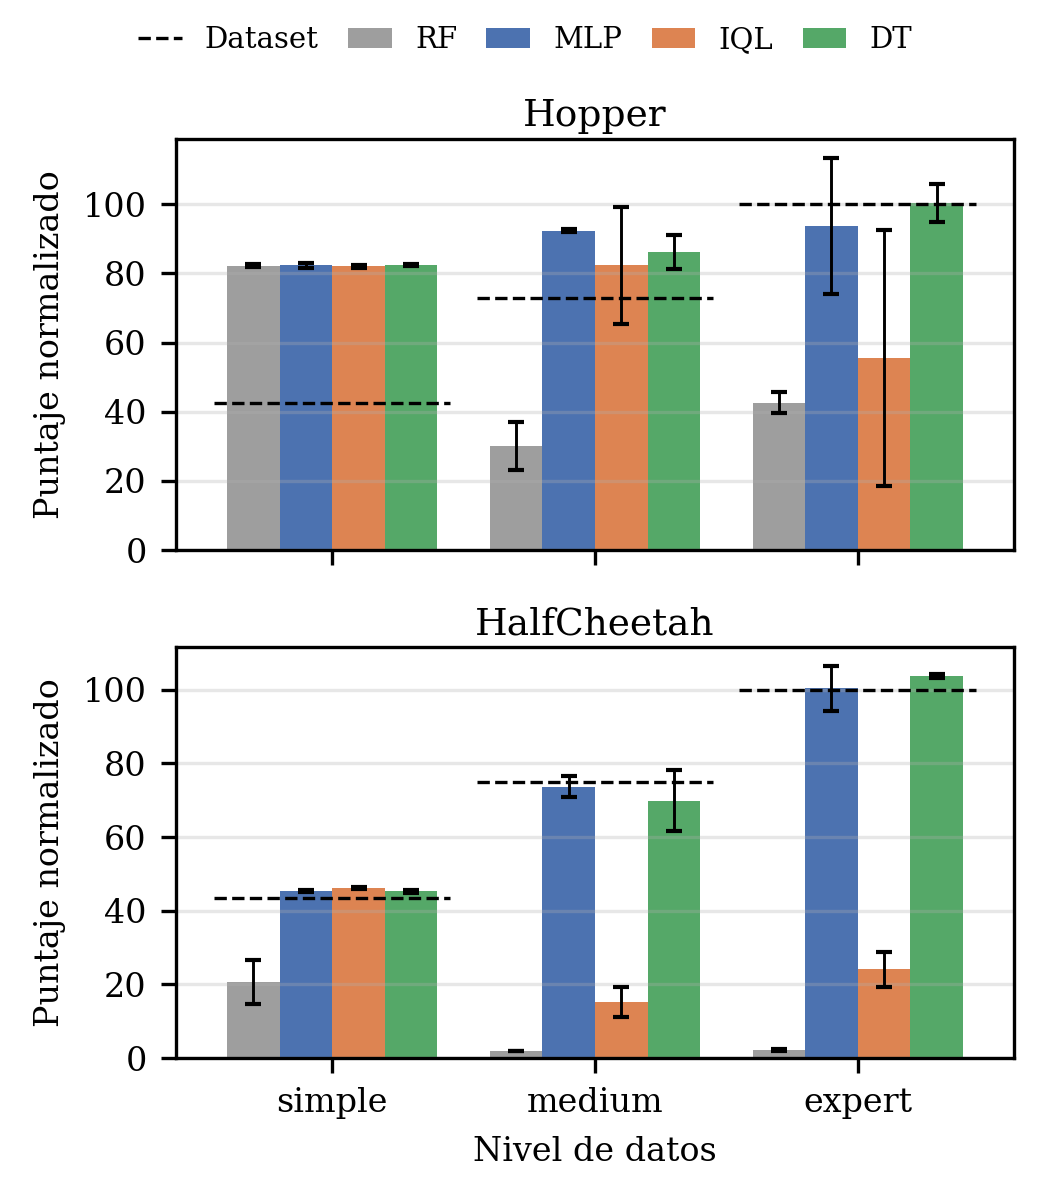 Dataset RF MLP IQL DT
Hopper
Puntaje normalizado
100
80
60
40
20
0
HalfCheetah
Puntaje normalizado
100
80
60
40
20
0
simple medium expert
Nivel de datos